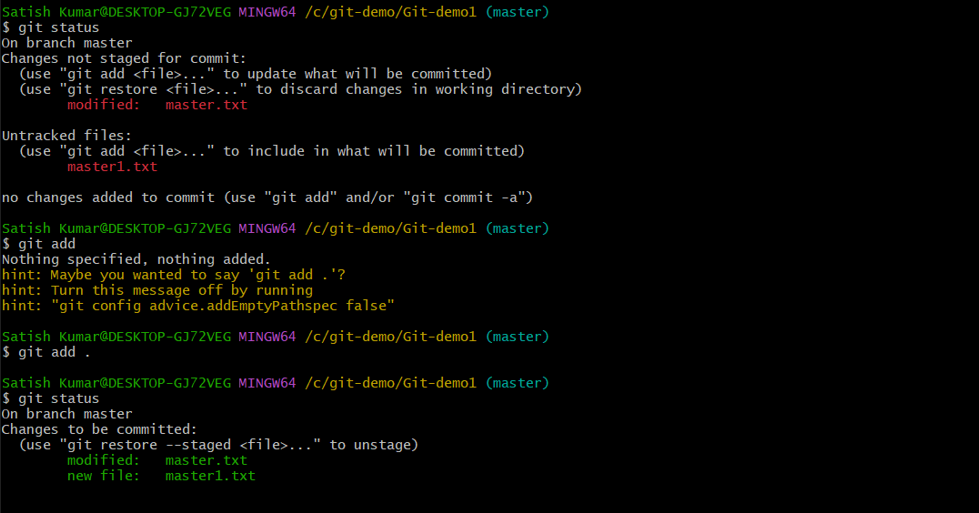 Satish Kumar@DESKTOP-GJ72VEG MINGW64 /c/git-demo/Git-demo1 (master)
$ git status
On branch master
Changes not staged for commit:
  (use "git add <file>..." to update what will be committed)
  (use "git restore <file>..." to discard changes in working directory)
        modified:   master.txt

Untracked files:
  (use "git add <file>..." to include in what will be committed)
        master1.txt

no changes added to commit (use "git add" and/or "git commit -a")

Satish Kumar@DESKTOP-GJ72VEG MINGW64 /c/git-demo/Git-demo1 (master)
$ git add
Nothing specified, nothing added.
hint: Maybe you wanted to say 'git add .'?
hint: Turn this message off by running
hint: "git config advice.addEmptyPathspec false"

Satish Kumar@DESKTOP-GJ72VEG MINGW64 /c/git-demo/Git-demo1 (master)
$ git add .

Satish Kumar@DESKTOP-GJ72VEG MINGW64 /c/git-demo/Git-demo1 (master)
$ git status
On branch master
Changes to be committed:
  (use "git restore --staged <file>..." to unstage)
        modified:   master.txt
        new file:   master1.txt